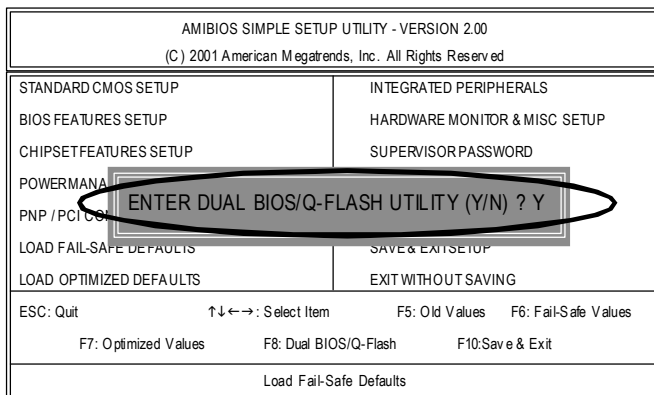 AMIBIOS SIMPLE SETUP UTILITY - VERSION 2.00
(C) 2001 American Megatrends, Inc. All Rights Reserved
STANDARD CMOS SETUP
INTEGRATED PERIPHERALS
BIOS FEATURES SETUP
HARDWARE MONITOR & MISC SETUP
CHIPSET FEATURES SETUP
SUPERVISOR PASSWORD
ENTER DUAL BIOS/Q-FLASH UTILITY (Y/N) ? Y
PNP / PCI
LOAD FAIL-SAFE DEFAULTS
SAVE & EXIT SETUP
LOAD OPTIMIZED DEFAULTS
EXIT WITHOUT SAVING
ESC: Quit
↑↓←→: Select Item
F5: Old Values
F6: Fail-Safe Values
F7: Optimized Values
F8: Dual BIOS/Q-Flash
F10:Save & Exit
Load Fail-Safe Defaults